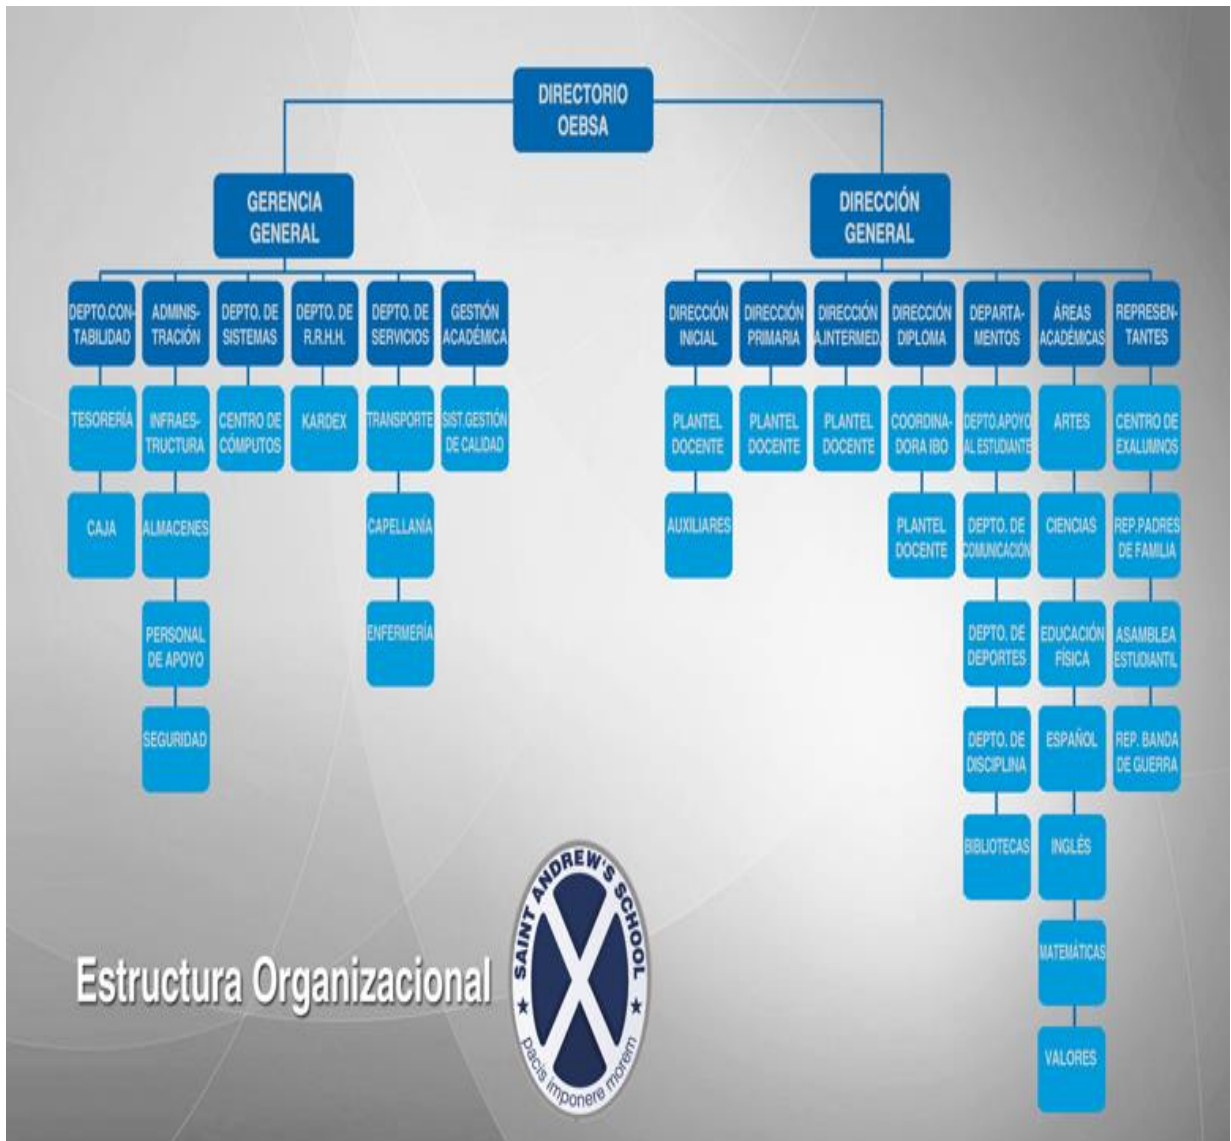 DIRECTORIO
OEBSA
GERENCIA
GENERAL
DIRECCIÓN
GENERAL
DEPTO.CON-
TABILIDAD
ADMINIS-
TRACIÓN
DEPTO. DE
SISTEMAS
DEPTO. DE
R.R.H.H.
DEPTO. DE
SERVICIOS
GESTIÓN
ACADÉMICA
DIRECCIÓN
INICIAL
DIRECCIÓN
PRIMARIA
DIRECCIÓN
A.INTERMED.
DIRECCIÓN
DIPLOMA
DEPARTA-
MENTOS
ÁREAS
ACADÉMICAS
REPRESEN-
TANTES
TESORERÍA
INFRAES-
TRUCTURA
CENTRO DE
CÓMPUTOS
KARDEX
TRANSPORTE
SIST.GESTIÓN
DE CALIDAD
PLANTEL
DOCENTE
PLANTEL
DOCENTE
PLANTEL
DOCENTE
COORDINA-
DORA IBO
DEPTO.APOYO
AL ESTUDIANTE
ARTES
CENTRO DE
EXALUMNOS
CAJA
ALMACENES
CAPELLANÍA
AUXILIARES
PLANTEL
DOCENTE
DEPTO. DE
COMUNICACIÓN
CIENCIAS
REP.PADRES
DE FAMILIA
PERSONAL
DE APOYO
ENFERMERÍA
DEPTO. DE
DEPORTES
EDUCACIÓN
FÍSICA
ASAMBLEA
ESTUDIANTIL
SEGURIDAD
DEPTO. DE
DISCIPLINA
ESPAÑOL
REP. BANDA
DE GUERRA
BIBLIOTECAS
INGLÉS
MATEMÁTICAS
VALORES
Estructura Organizacional
SAINT ANDREW'S SCHOOL
pacis imponere morem